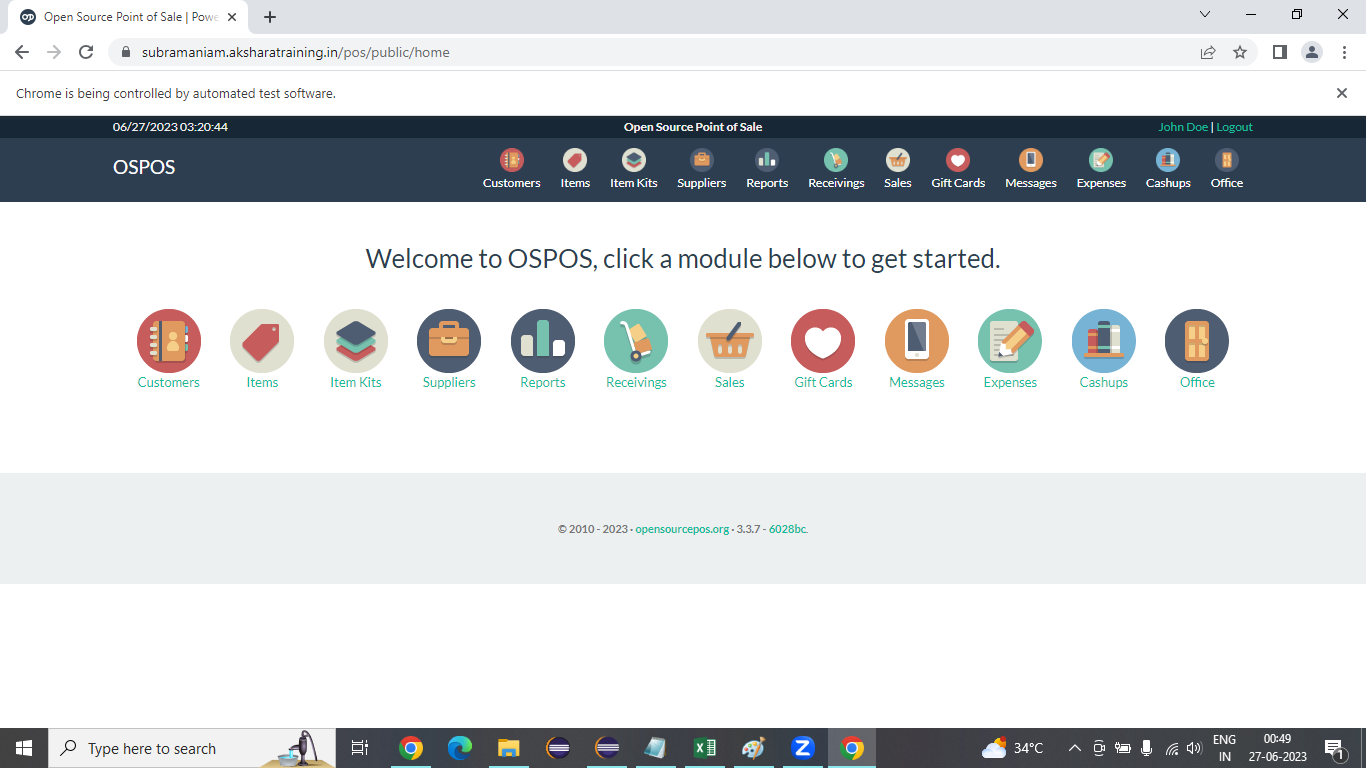 Open Source Point of Sale | Powe
subramaniam.aksharatraining.in/pos/public/home
Chrome is being controlled by automated test software.
06/27/2023 03:20:44 Open Source Point of Sale John Doe | Logout
OSPOS
Customers Items Item Kits Suppliers Reports Receivings Sales Gift Cards Messages Expenses Cashups Office
Welcome to OSPOS, click a module below to get started.
Customers Items Item Kits Suppliers Reports Receivings Sales Gift Cards Messages Expenses Cashups Office
© 2010 - 2023 · opensourcepos.org · 3.3.7 - 6028bc.
Type here to search
34°C
ENG
IN
00:49
27-06-2023
1